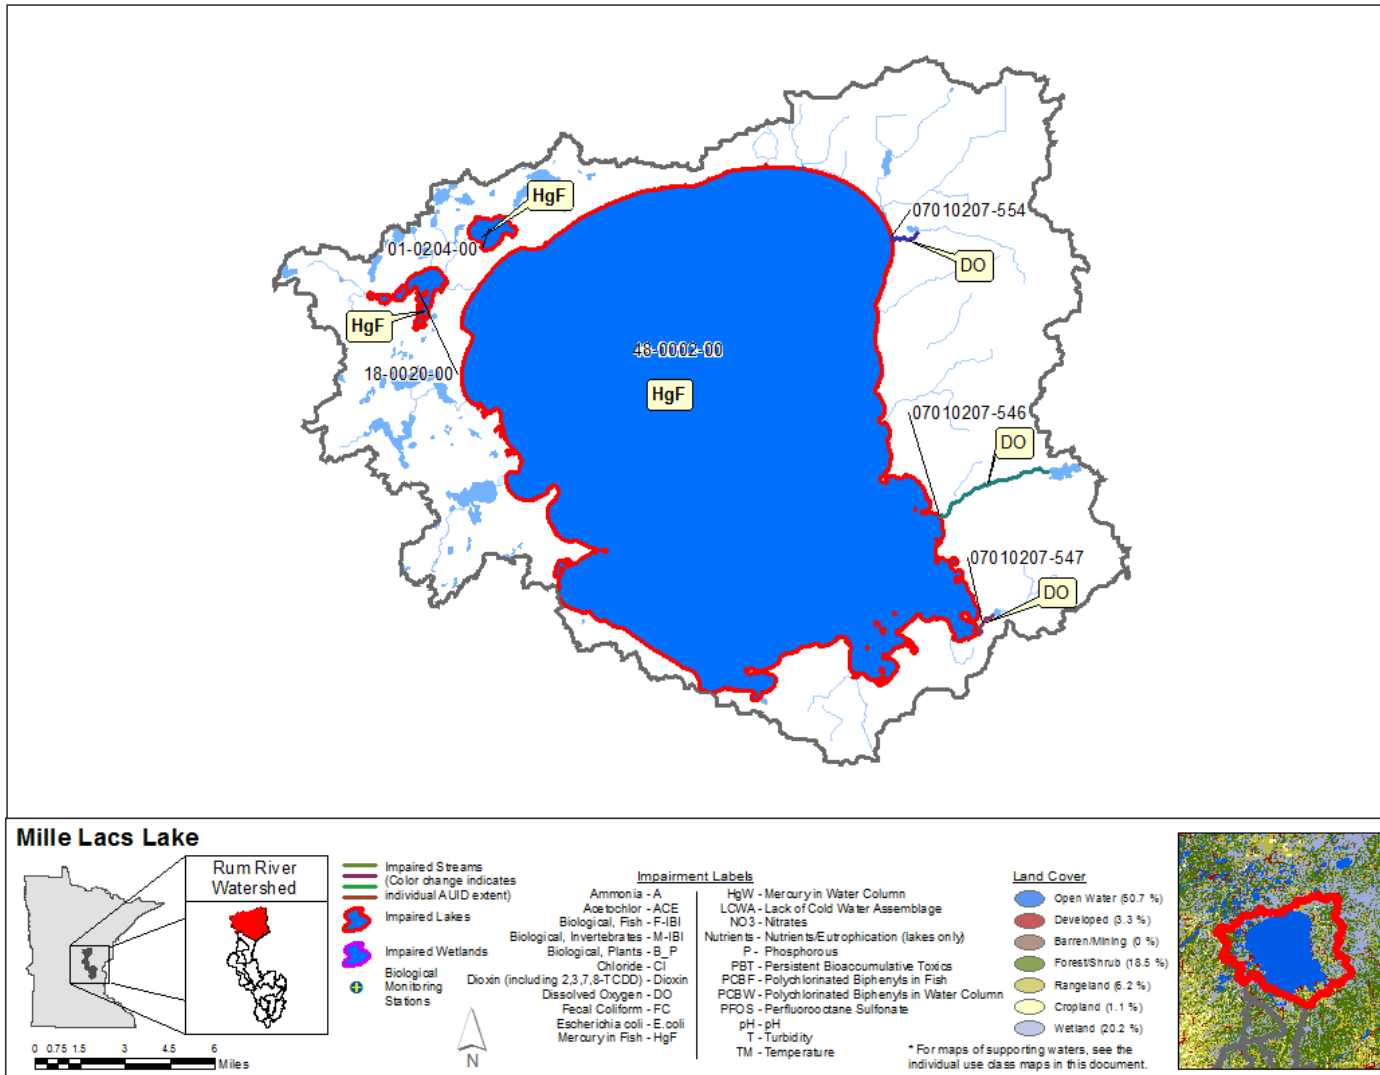 HgF
07010207-554
01-0204-00
DO
HgF
48-0002-00
18-0020-00
HgF
07010207-546
DO
07010207-547
DO
Mille Lacs Lake
Rum River
Watershed
0 0.75 1.5 3 4.5 6
Miles
Impaired Streams
(Color change indicates
individual AUID extent)
Impaired Lakes
Impaired Wetlands
Biological
Monitoring
Stations
N
Impairment Labels
Ammonia - A
Acetochlor - ACE
Biological, Fish - F-IBI
Biological, Invertebrates - M-IBI
Biological, Plants - B_P
Chloride - Cl
Dioxin (including 2,3,7,8-TCDD) - Dioxin
Dissolved Oxygen - DO
Fecal Coliform - FC
Escherichia coli - E.coli
Mercury in Fish - HgF
HgW - Mercury in Water Column
LCWA - Lack of Cold Water Assemblage
NO3 - Nitrates
Nutrients - Nutrients/Eutrophication (lakes only)
P - Phosphorous
PBT - Persistent Bioaccumulative Toxics
PCBF - Polychlorinated Biphenyls in Fish
PCBW - Polychlorinated Biphenyls in Water Column
PFOS - Perfluorooctane Sulfonate
pH - pH
T - Turbidity
TM - Temperature
Land Cover
Open Water (50.7 %)
Developed (3.3 %)
Barren/Mining (0 %)
Forest/Shrub (18.5 %)
Rangeland (6.2 %)
Cropland (1.1 %)
Wetland (20.2 %)
* For maps of supporting waters, see the
individual use class maps in this document.